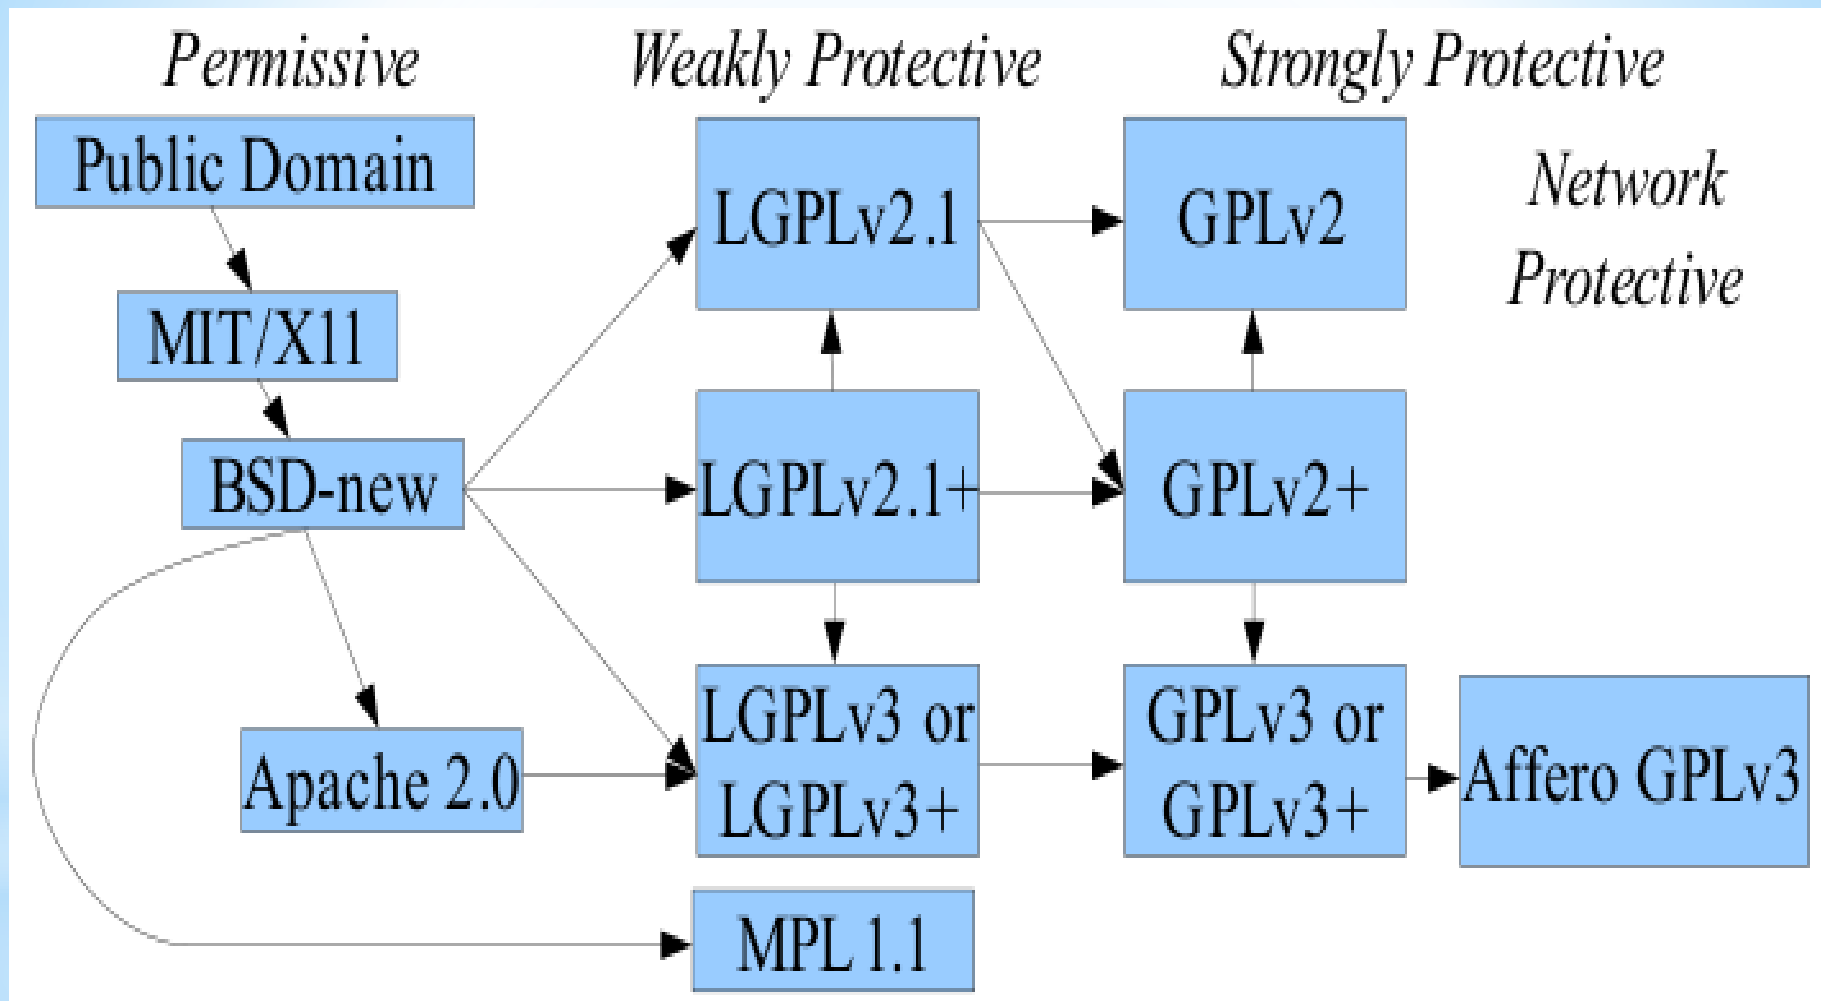 Permissive
Weakly Protective
Strongly Protective
Public Domain
LGPLv2.1
GPLv2
Network
Protective
MIT/X11
BSD-new
LGPLv2.1+
GPLv2+
Apache 2.0
LGPLv3 or
LGPLv3+
GPLv3 or
GPLv3+
Affero GPLv3
MPL 1.1